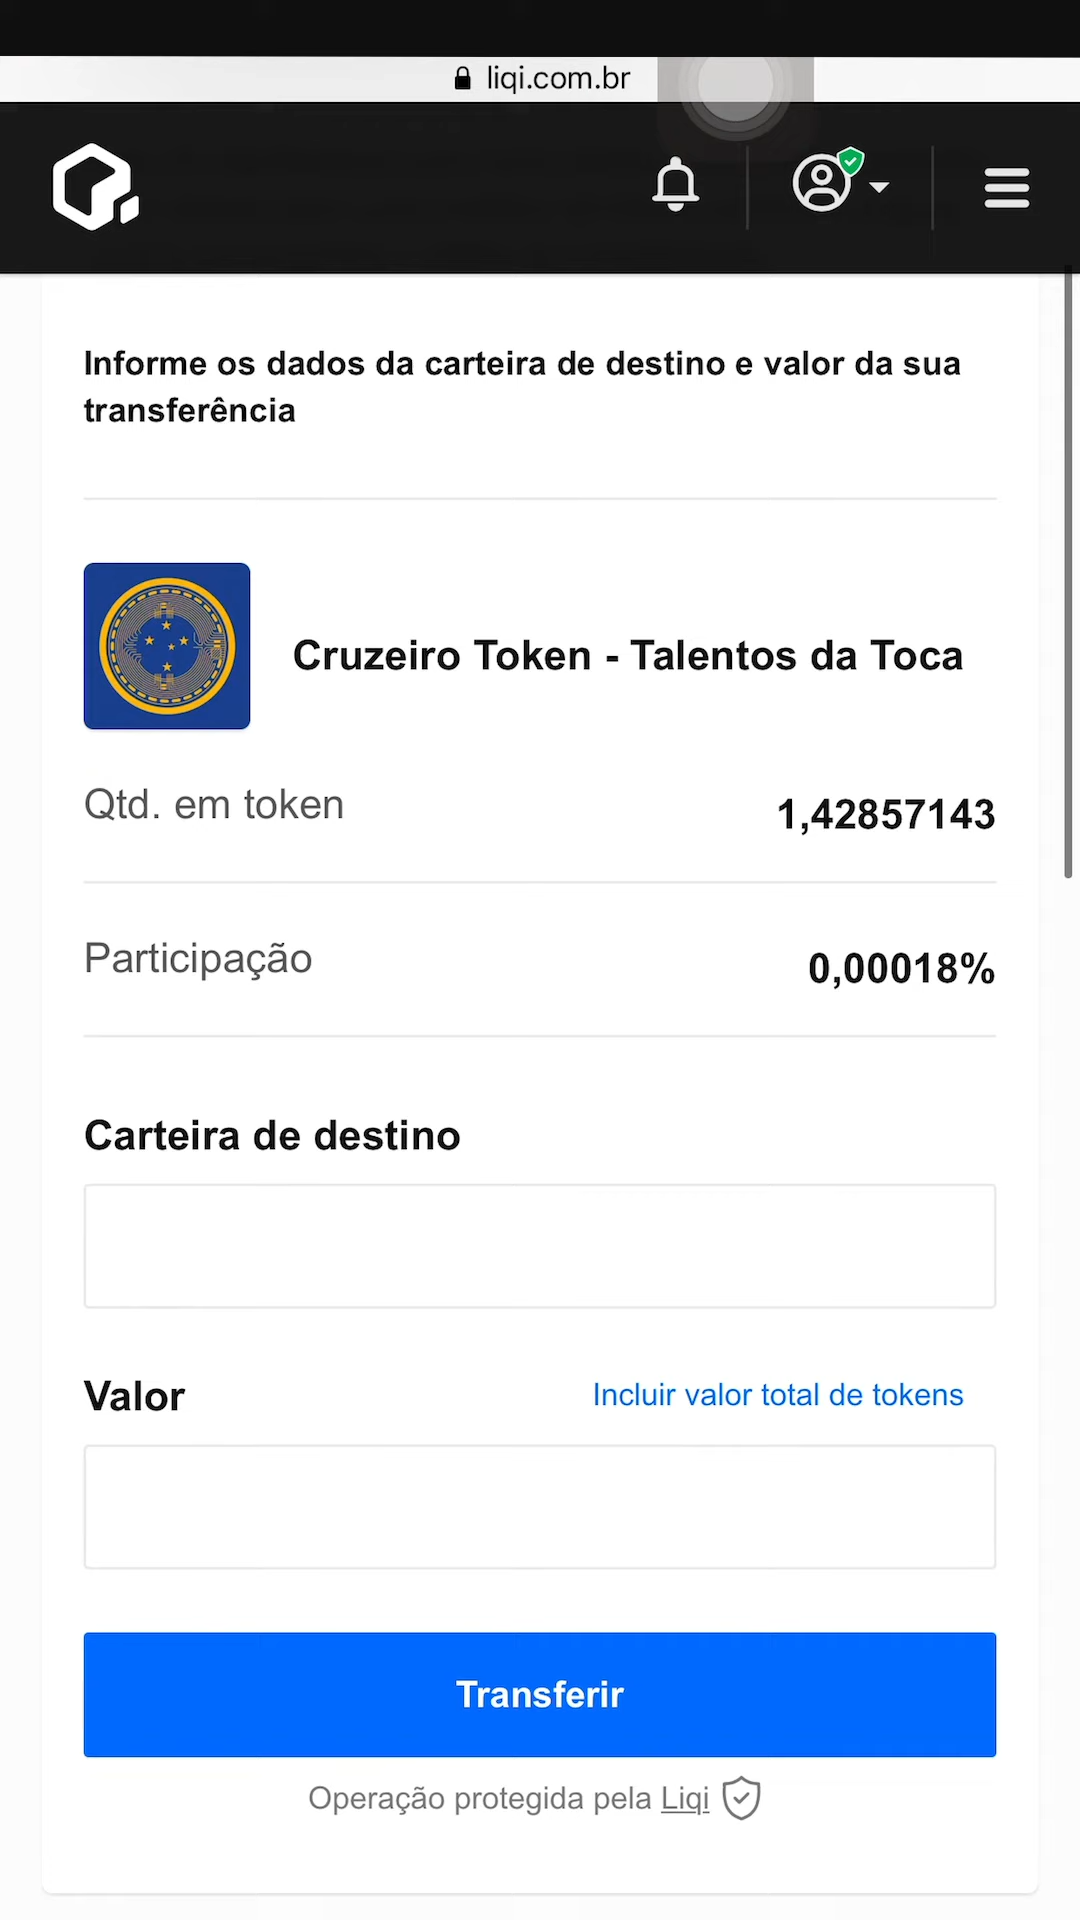 liqi.com.br
Informe os dados da carteira de destino e valor da sua
transferência
Cruzeiro Token - Talentos da Toca
Qtd. em token
1,42857143
Participação
0,00018%
Carteira de destino
Valor
Incluir valor total de tokens
Transferir
Operação protegida pela Liqi